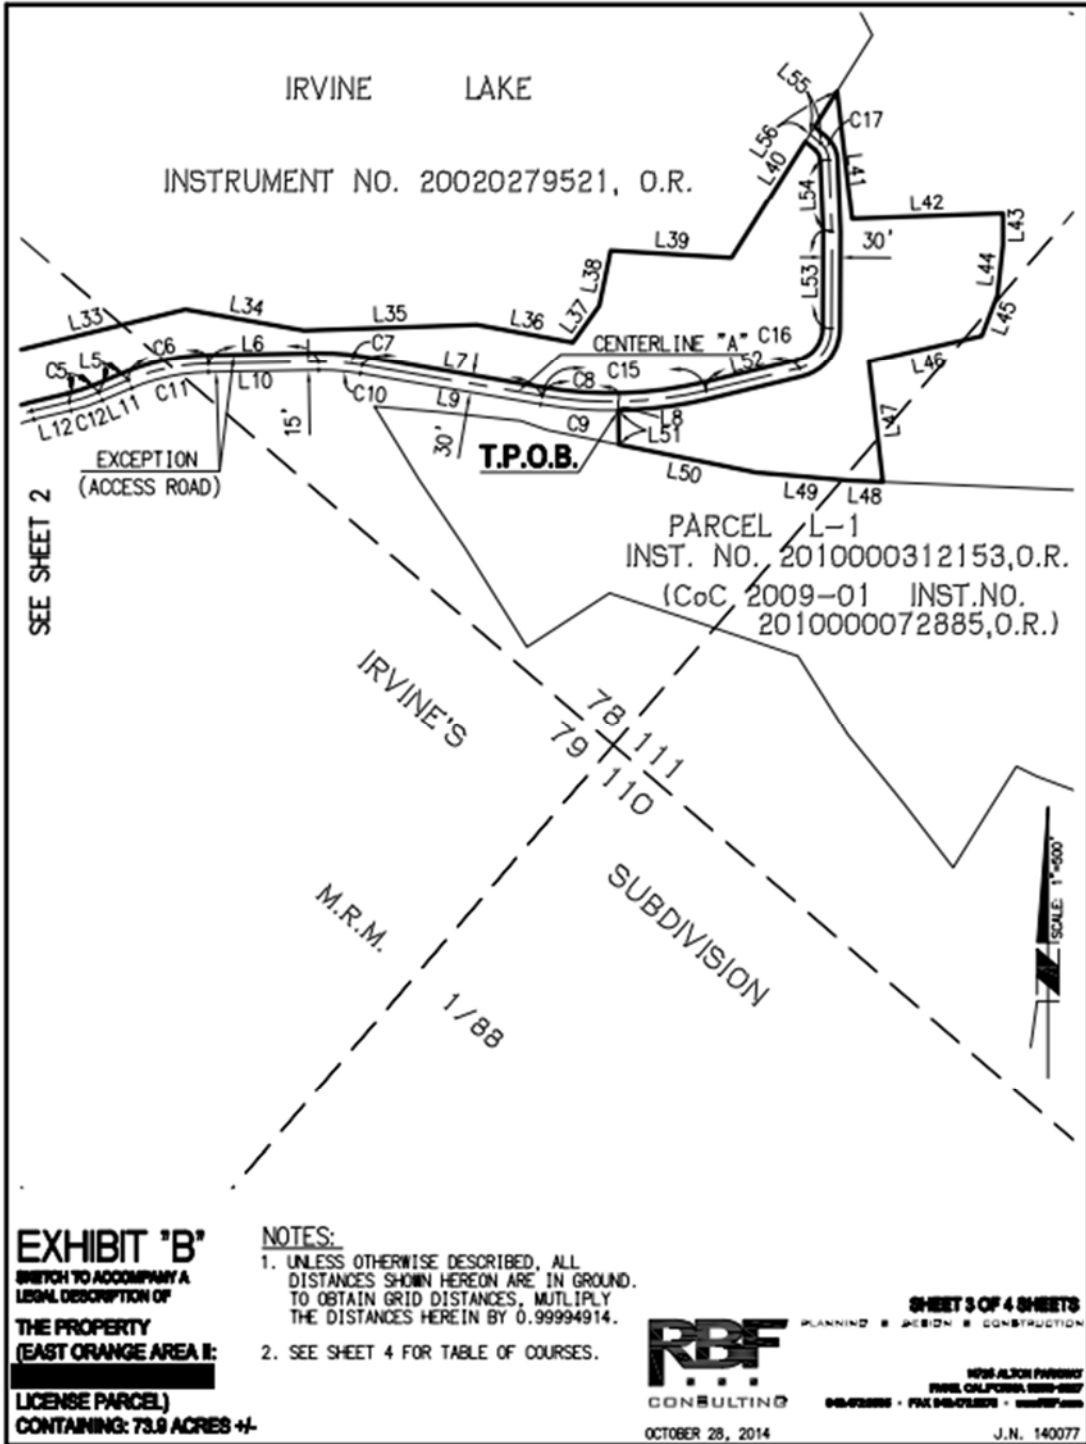 IRVINE LAKE
INSTRUMENT NO. 20020279521, O.R.
L55
L56
C17
L40
L41
L54
L42
L43
30'
L44
L39
L38
L53
L45
L37
L33
L34
L35
L36
CENTERLINE "A"
C16
L46
C5
L5
C6
L6
C7
L7
C8
C15
L52
L47
L12
C12
L11
C11
L10
15'
C10
L9
30'
C9
L8
L51
T.P.O.B.
L50
L49
L48
EXCEPTION
(ACCESS ROAD)
SEE SHEET 2
PARCEL L-1
INST. NO. 2010000312153,O.R.
(CoC 2009-01 INST.NO.
2010000072885,O.R.)
IRVINE'S
78
79
111
110
SUBDIVISION
M.R.M.
1/88
SCALE: 1"=500'
EXHIBIT "B"
SKETCH TO ACCOMPANY A
LEGAL DESCRIPTION OF
THE PROPERTY
(EAST ORANGE AREA II:
LICENSE PARCEL)
CONTAINING: 73.9 ACRES +/-
NOTES:
1. UNLESS OTHERWISE DESCRIBED, ALL
DISTANCES SHOWN HEREON ARE IN GROUND.
TO OBTAIN GRID DISTANCES, MUTLIPLY
THE DISTANCES HEREIN BY 0.99994914.
2. SEE SHEET 4 FOR TABLE OF COURSES.
SHEET 3 OF 4 SHEETS
PLANNING DESIGN CONSTRUCTION
RBF
CONSULTING
ALTON PARKWAY
CALIFORNIA
FAX
OCTOBER 28, 2014
J.N. 140077